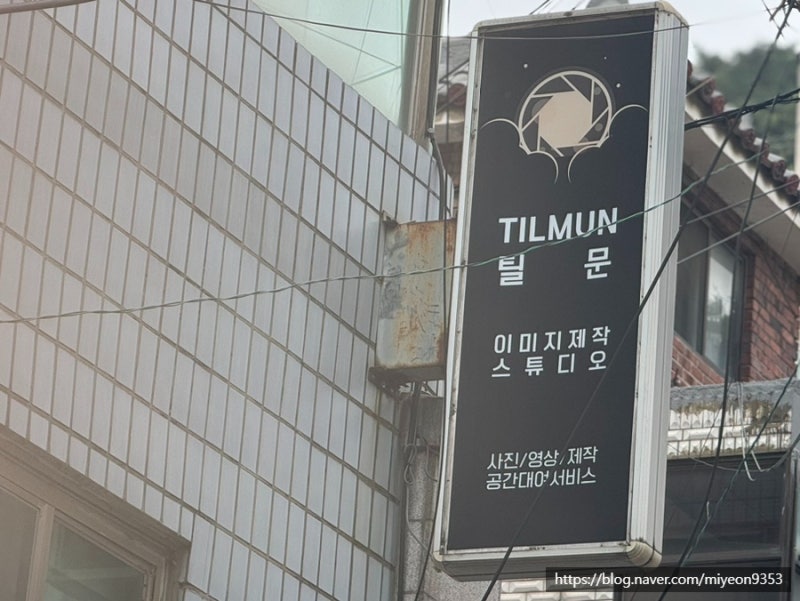 TILMUN
틸 문
이미지제작
스튜디오
사진/영상/제작
공간대여서비스
https://blog.naver.com/miyeon9353